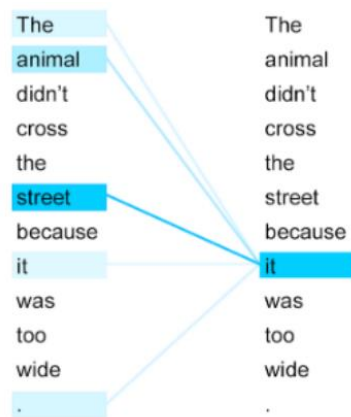 The
animal
didn't
cross
the
street
because
it
was
too
wide
.
The
animal
didn't
cross
the
street
because
it
was
too
wide
.